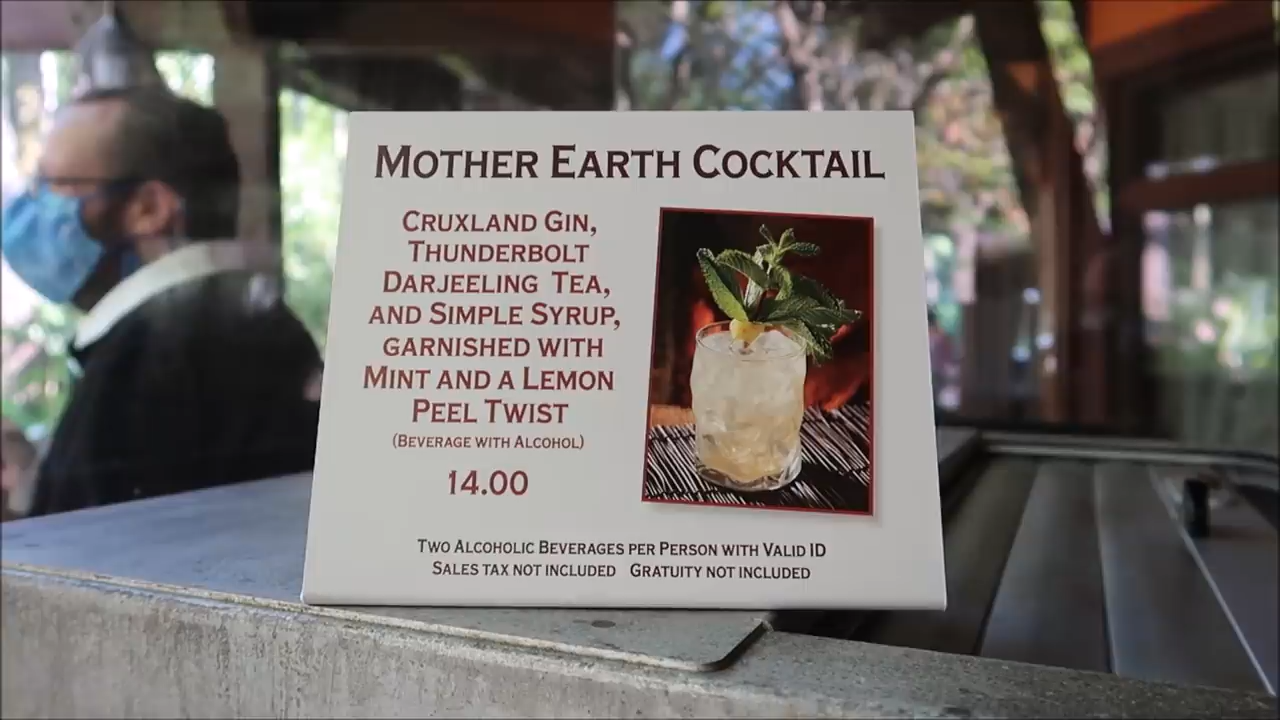 MOTHER EARTH COCKTAIL
CRUXLAND GIN,
THUNDERBOLT
DARJEELING TEA,
AND SIMPLE SYRUP,
GARNISHED WITH
MINT AND A LEMON
PEEL TWIST
(BEVERAGE WITH ALCOHOL)
14.00
TWO ALCOHOLIC BEVERAGES PER PERSON WITH VALID ID
SALES TAX NOT INCLUDED GRATUITY NOT INCLUDED